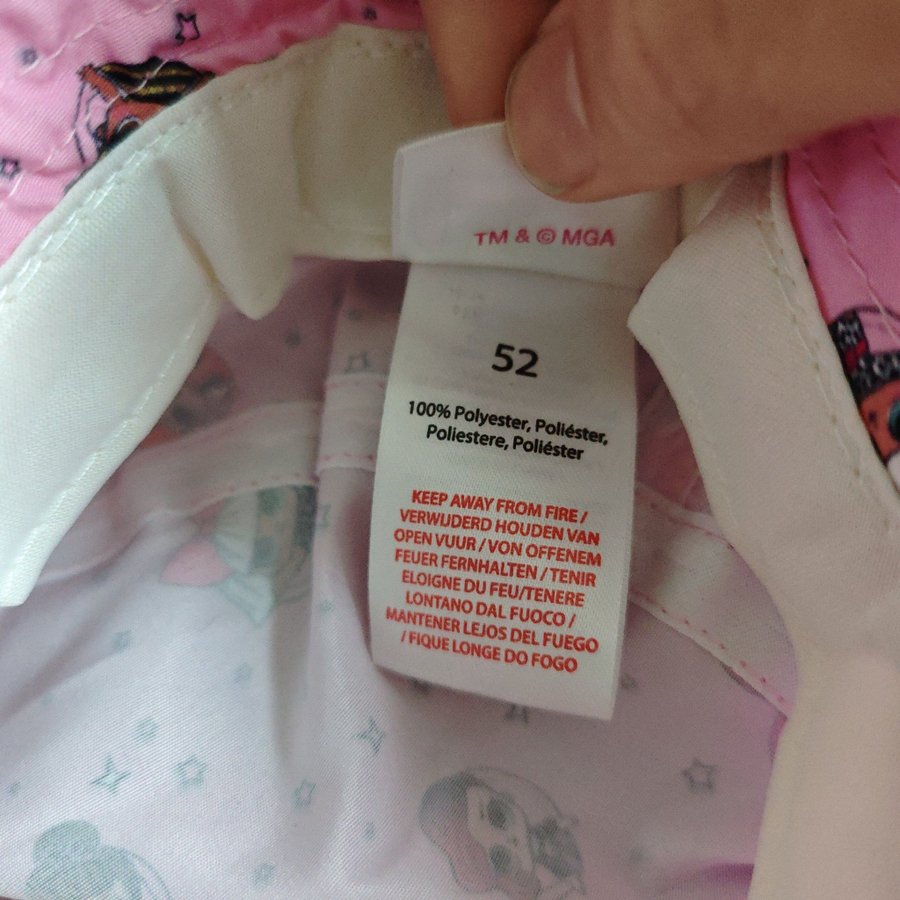 TM & © MGA
52
100% Polyester, Poliéster,
Poliestere, Poliéster
KEEP AWAY FROM FIRE /
VERWIJDERD HOUDEN VAN
OPEN VUUR / VON OFFENEM
FEUER FERNHALTEN / TENIR
ELOIGNE DU FEU/TENERE
LONTANO DAL FUOCO /
MANTENER LEJOS DEL FUEGO
/ FIQUE LONGE DO FOGO